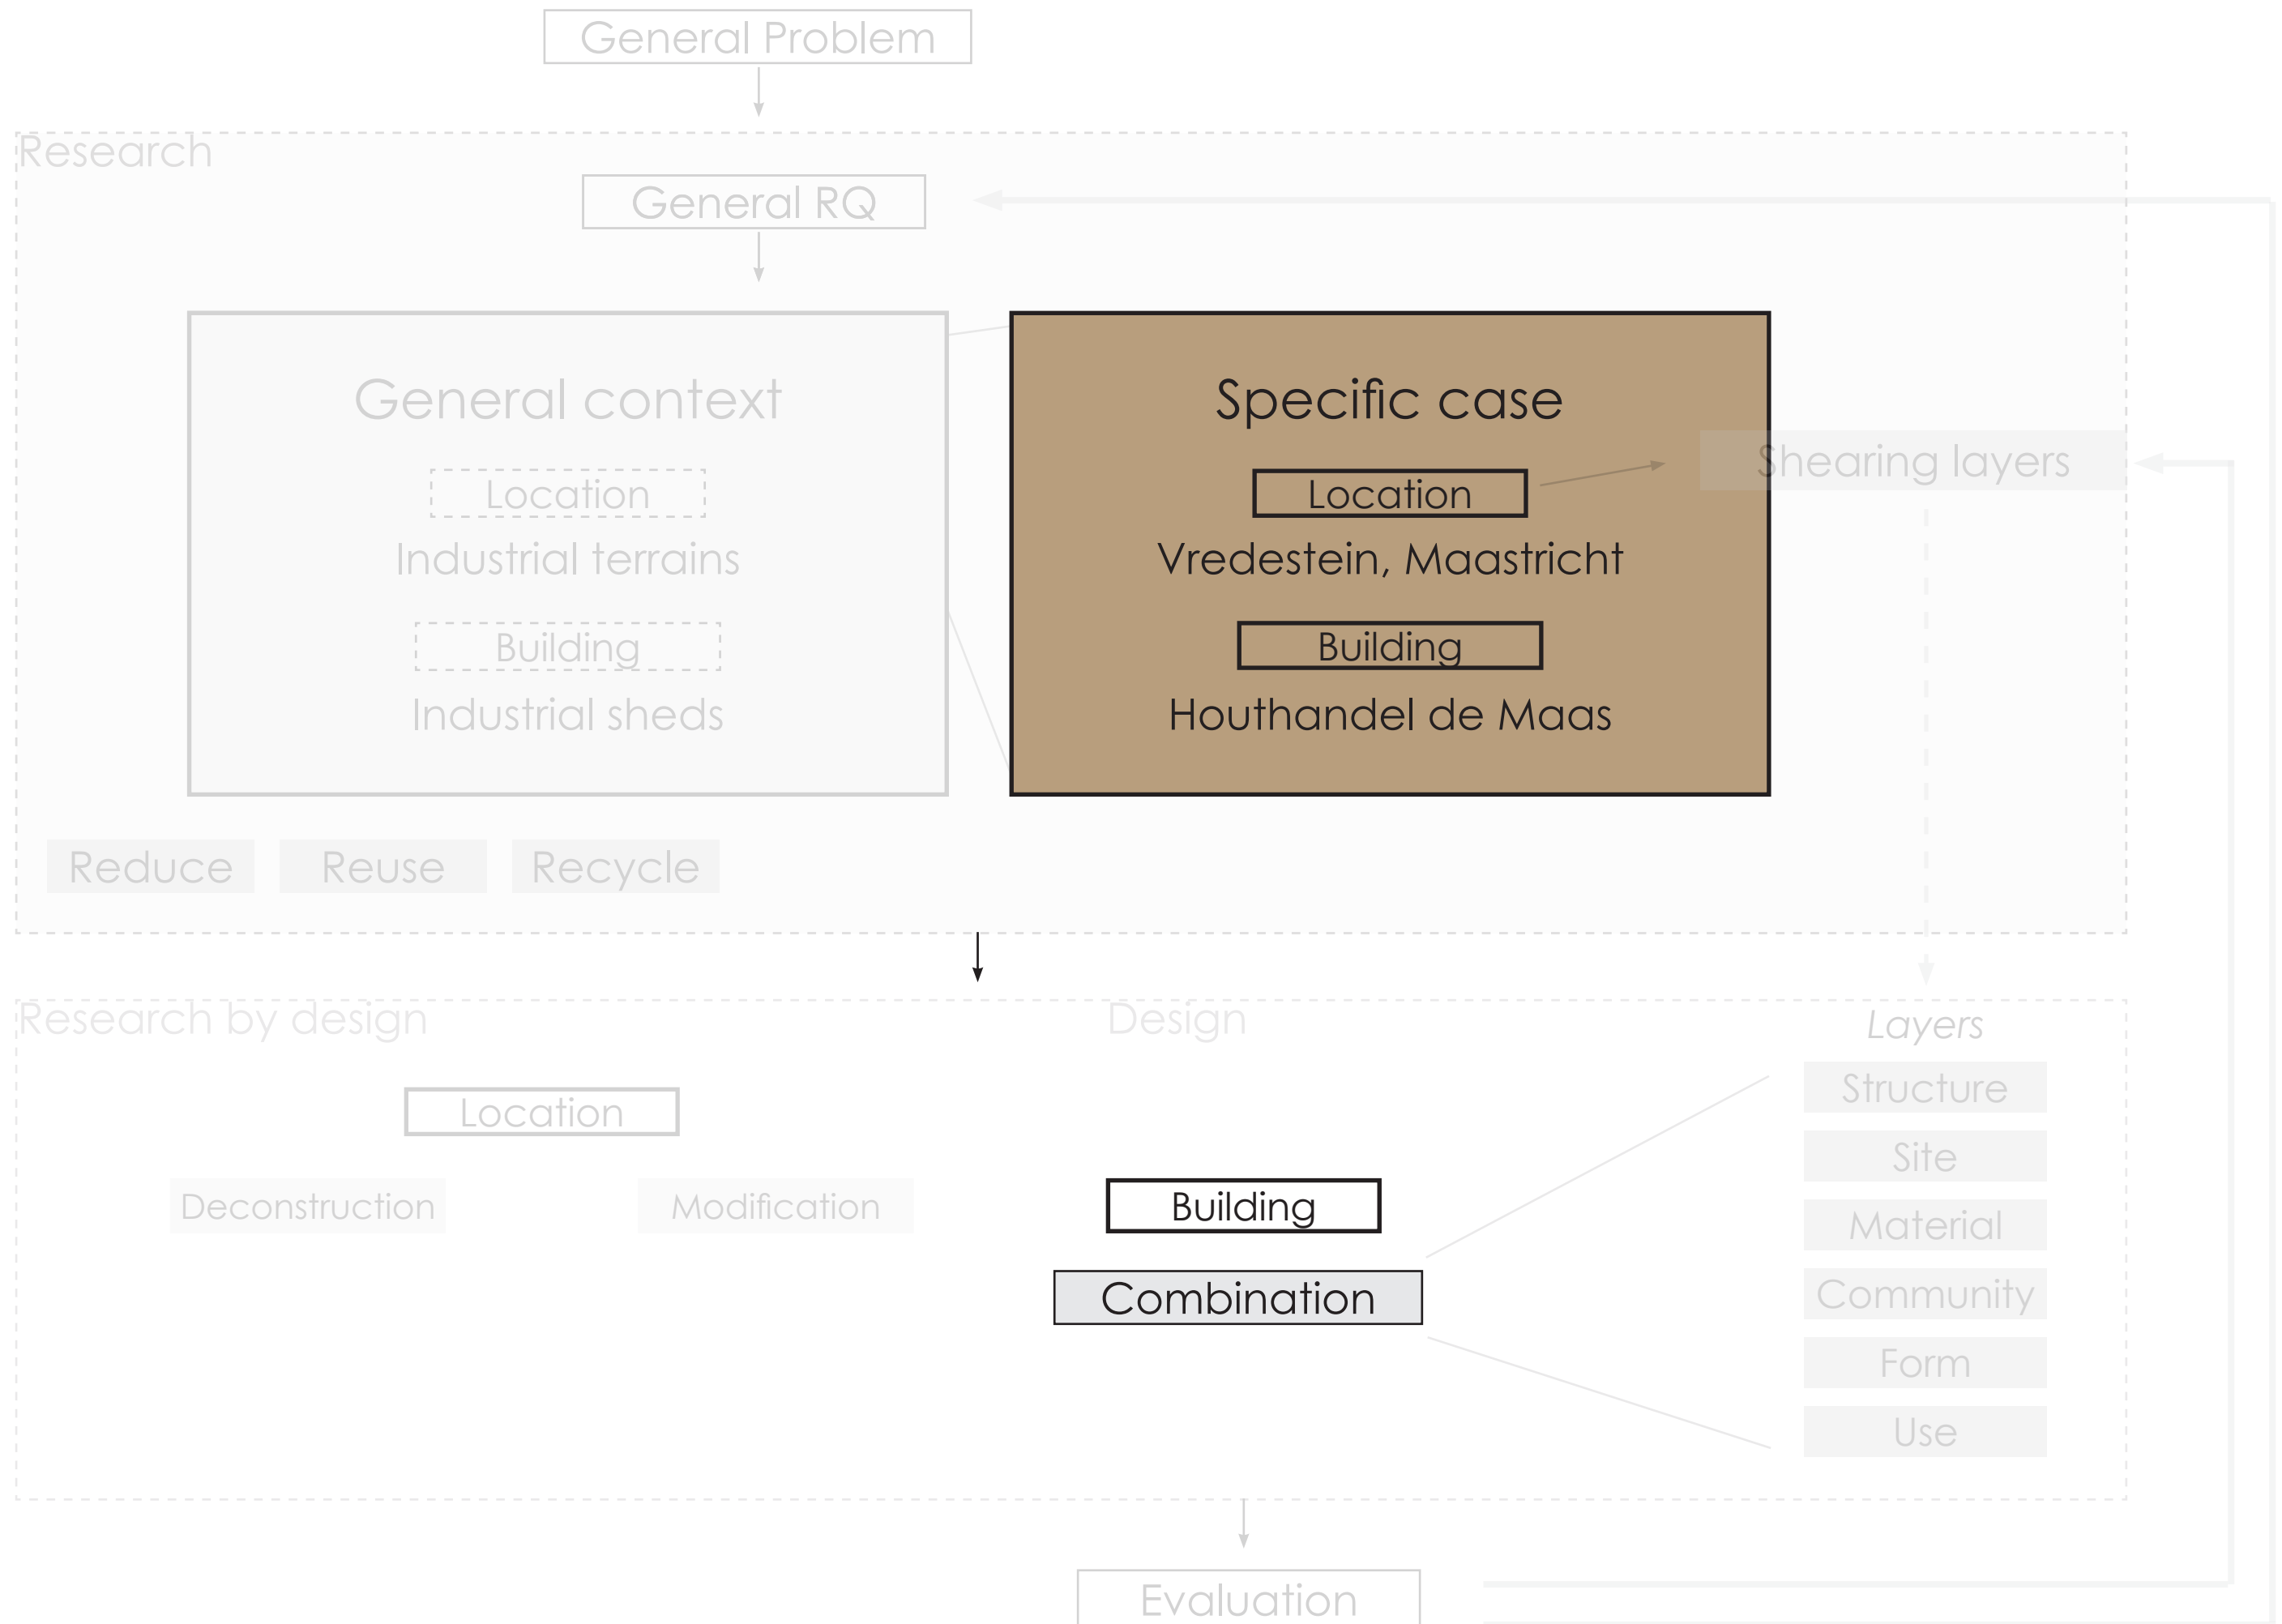 General Problem
Research
General RQ
General context
Location
Industrial terrains
Building
Industrial sheds
Specific case
Location
Vredestein, Maastricht
Building
Houthandel de Maas
Shearing layers
Reduce
Reuse
Recycle
Research by design
Location
Deconstruction
Modification
Design
Building
Combination
Layers
Structure
Site
Material
Community
Form
Use
Evaluation